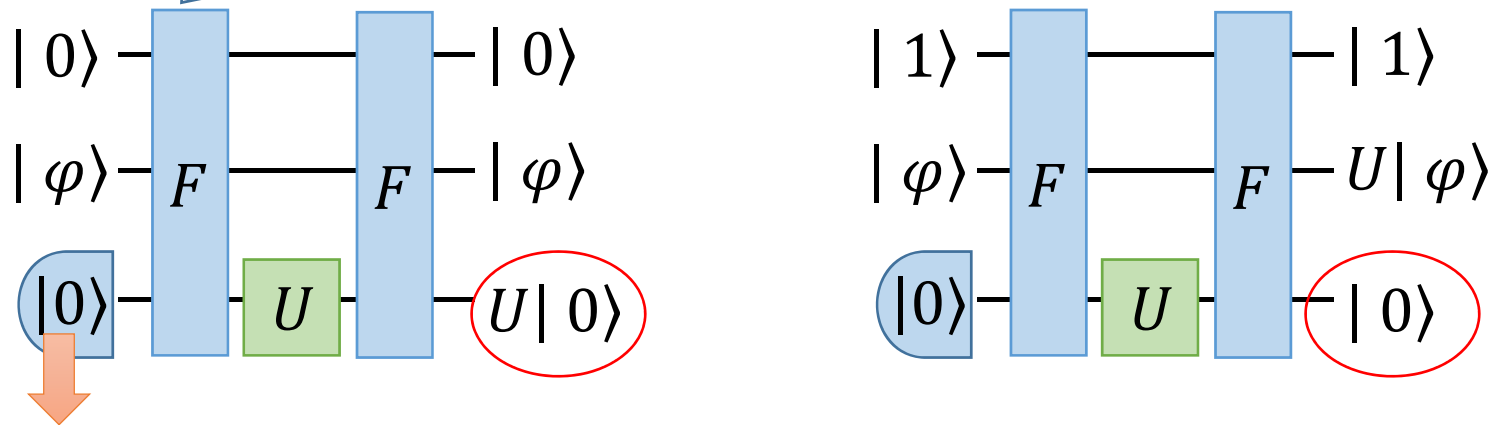 | 0⟩ | 0⟩ | 1⟩ | 1⟩
| φ⟩ F F | φ⟩ | φ⟩ F F U| φ⟩
|0⟩ U U| 0⟩ |0⟩ U | 0⟩